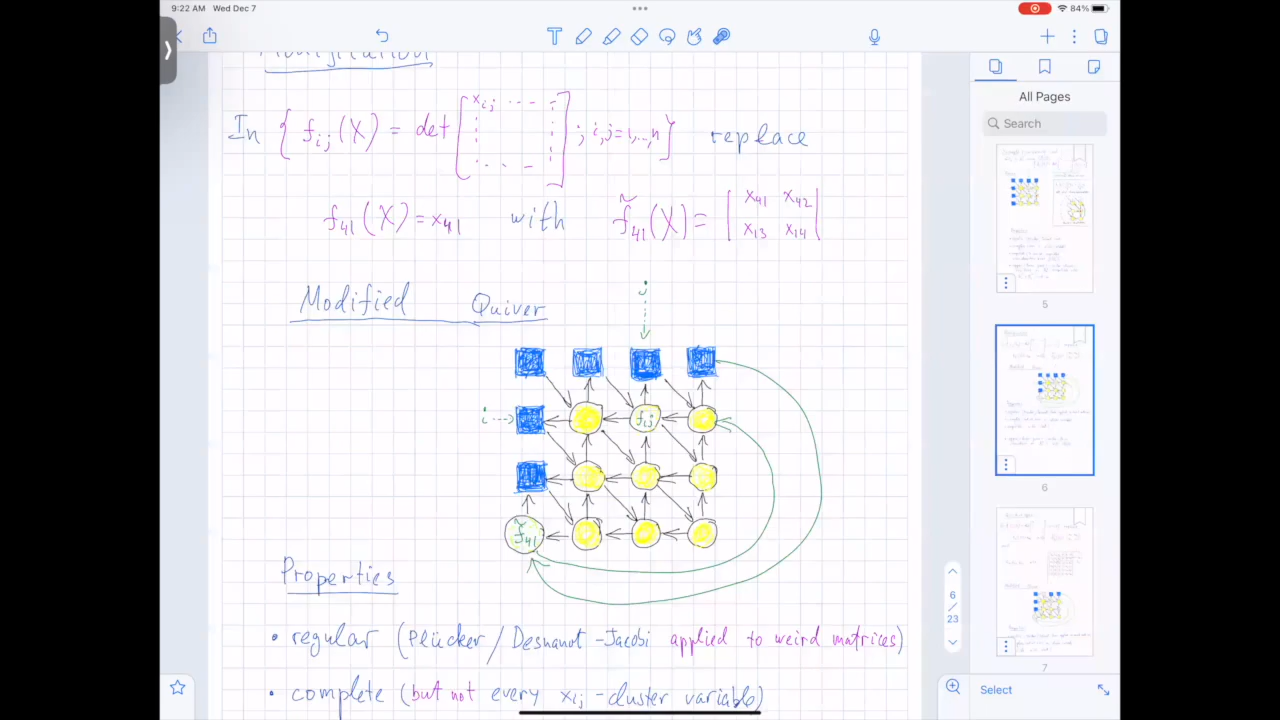 9:22 AM Wed Dec 7
84%
Modification
In { f_ij(X) = det [ x_ij ... ] ; i,j=1,...,n } replace
f_41(X) = x_41 with f̃_41(X) = | x_41 x_42 |
| x_13 x_14 |
Modified Quiver
j
i
f_ij
f̃_41
Properties
• regular (Plücker / Desnanot-Jacobi applied to weird matrices)
• complete (but not every x_ij - cluster variable)
All Pages
Search
5
6
7
6
/
23
Select